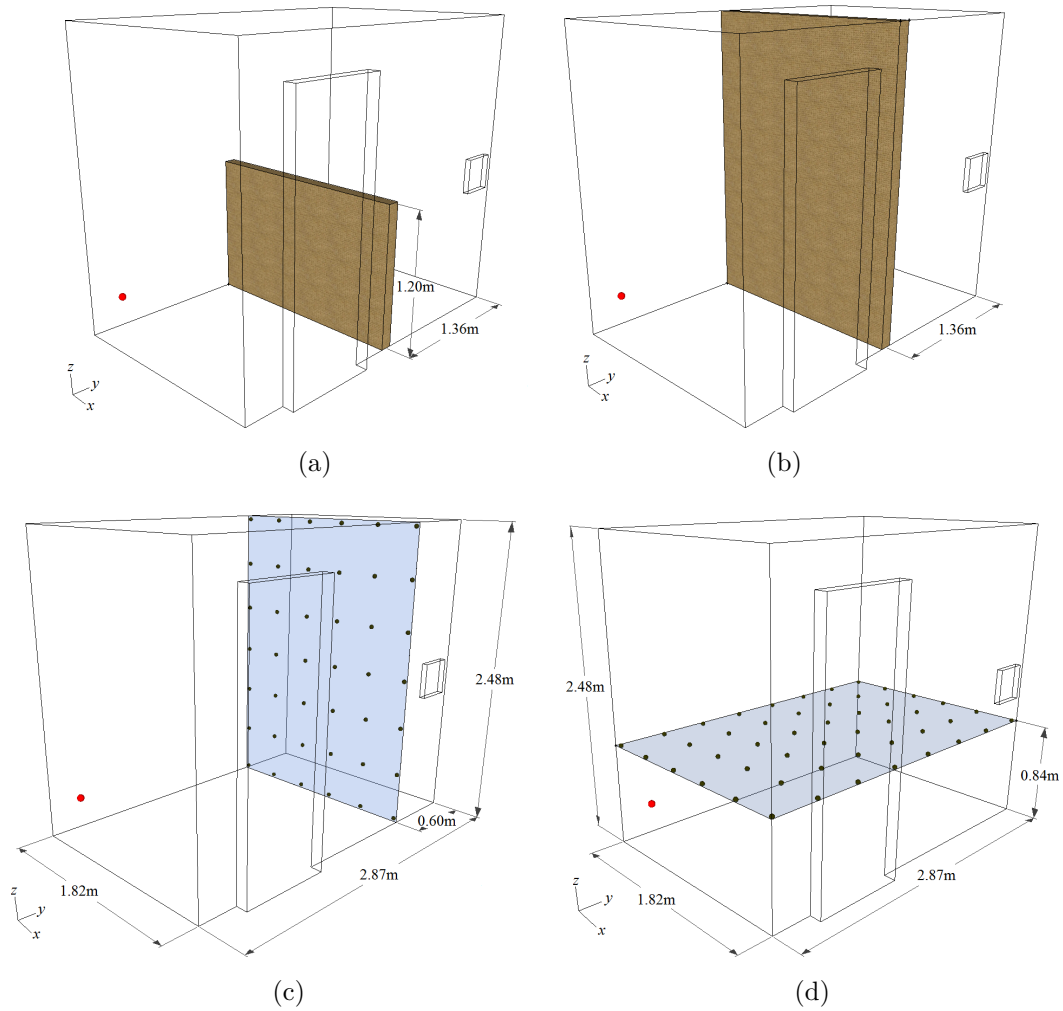 1.20m
1.36m
z
y
x
(a)
1.36m
z
y
x
(b)
2.48m
0.60m
2.87m
1.82m
z
y
x
(c)
2.48m
0.84m
2.87m
1.82m
z
y
x
(d)